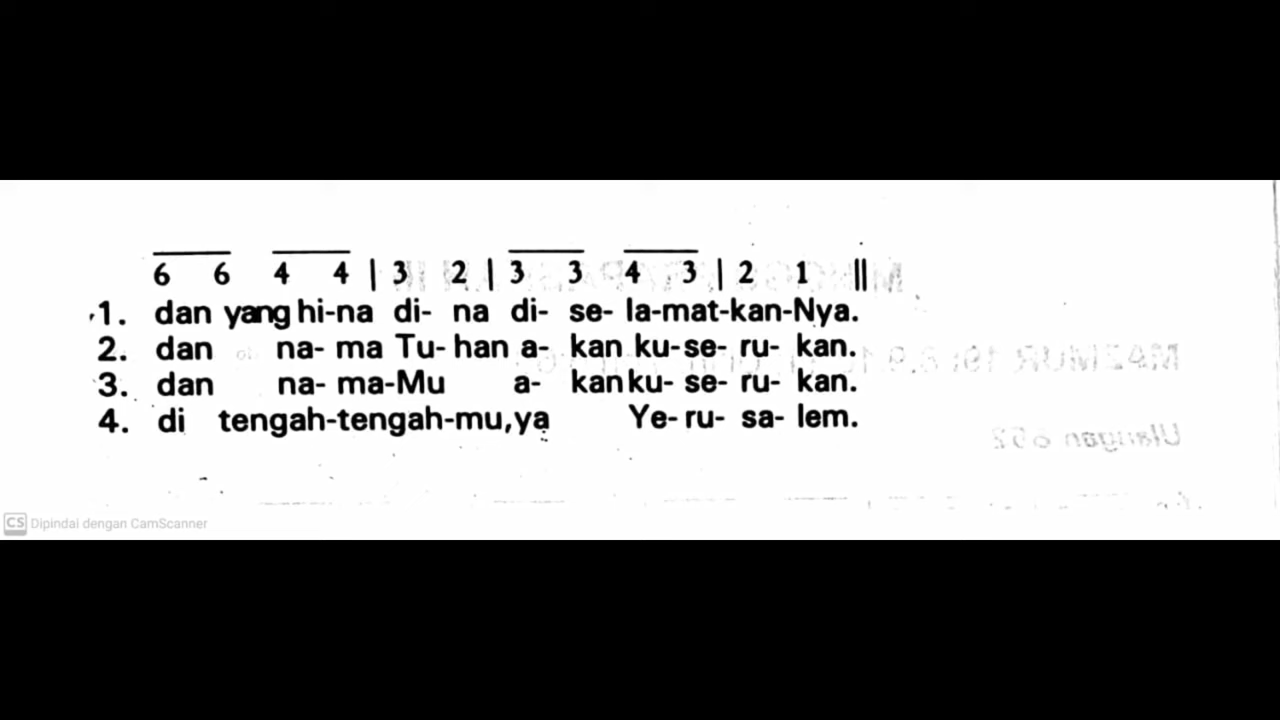 6 6 4 4 | 3 2 | 3 3 4 3 | 2 1 ||
1. dan yang hi-na di- na di- se- la-mat-kan-Nya.
2. dan na- ma Tu- han a- kan ku-se- ru- kan.
3. dan na- ma-Mu a- kan ku- se- ru- kan.
4. di tengah-tengah-mu, ya Ye- ru- sa- lem.
CS Dipindai dengan CamScanner